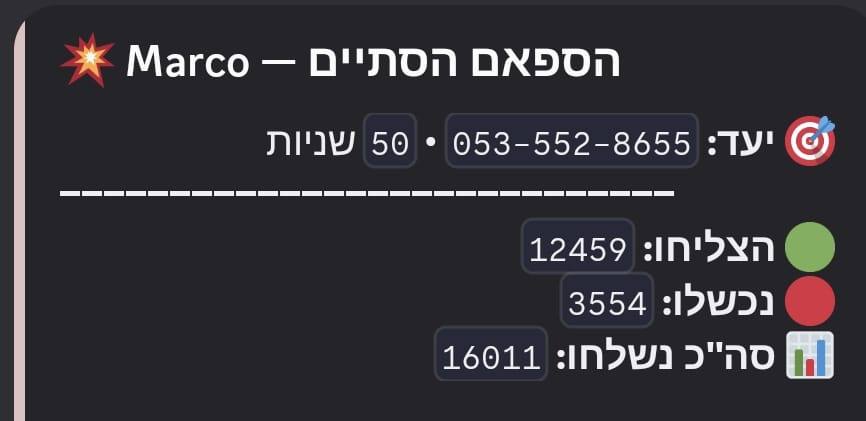 הספאם הסתיים — Marco
יעד: 053-552-8655 • 50 שניות
הצליחו: 12459
נכשלו: 3554
סה"כ נשלחו: 16011